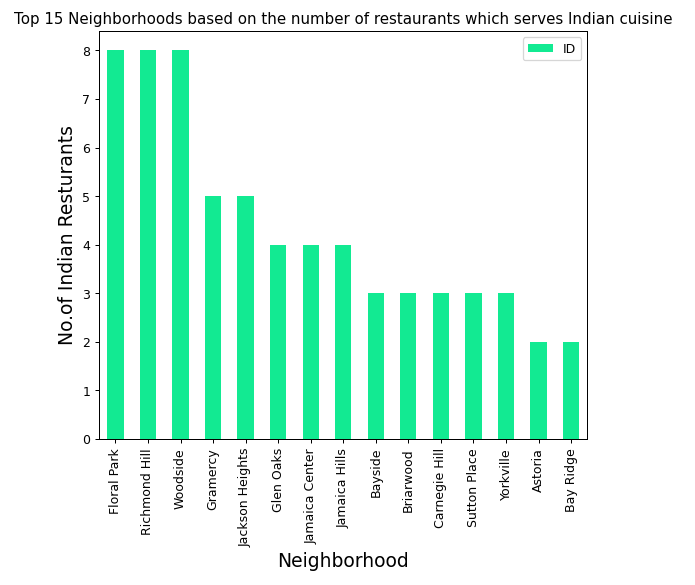 Top 15 Neighborhoods based on the number of restaurants which serves Indian cuisine
ID
No.of Indian Resturants
8
7
6
5
4
3
2
1
0
Floral Park
Richmond Hill
Woodside
Gramercy
Jackson Heights
Glen Oaks
Jamaica Center
Jamaica Hills
Bayside
Briarwood
Carnegie Hill
Sutton Place
Yorkville
Astoria
Bay Ridge
Neighborhood